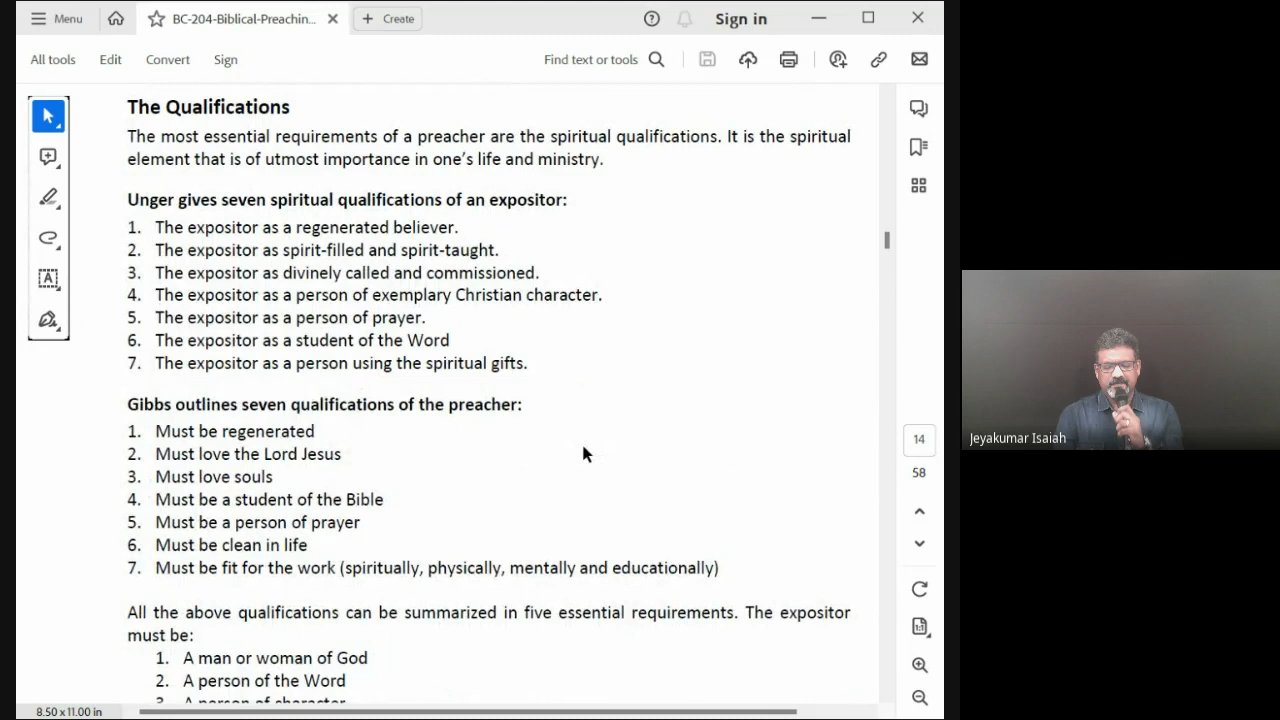 Menu
BC-204-Biblical-Preachin...
Create
Sign in
All tools
Edit
Convert
Sign
Find text or tools
The Qualifications
The most essential requirements of a preacher are the spiritual qualifications. It is the spiritual
element that is of utmost importance in one's life and ministry.
Unger gives seven spiritual qualifications of an expositor:
1. The expositor as a regenerated believer.
2. The expositor as spirit-filled and spirit-taught.
3. The expositor as divinely called and commissioned.
4. The expositor as a person of exemplary Christian character.
5. The expositor as a person of prayer.
6. The expositor as a student of the Word
7. The expositor as a person using the spiritual gifts.
Gibbs outlines seven qualifications of the preacher:
1. Must be regenerated
2. Must love the Lord Jesus
3. Must love souls
4. Must be a student of the Bible
5. Must be a person of prayer
6. Must be clean in life
7. Must be fit for the work (spiritually, physically, mentally and educationally)
All the above qualifications can be summarized in five essential requirements. The expositor
must be:
1. A man or woman of God
2. A person of the Word
3. A person of character
14
58
8.50 x 11.00 in
Jeyakumar Isaiah